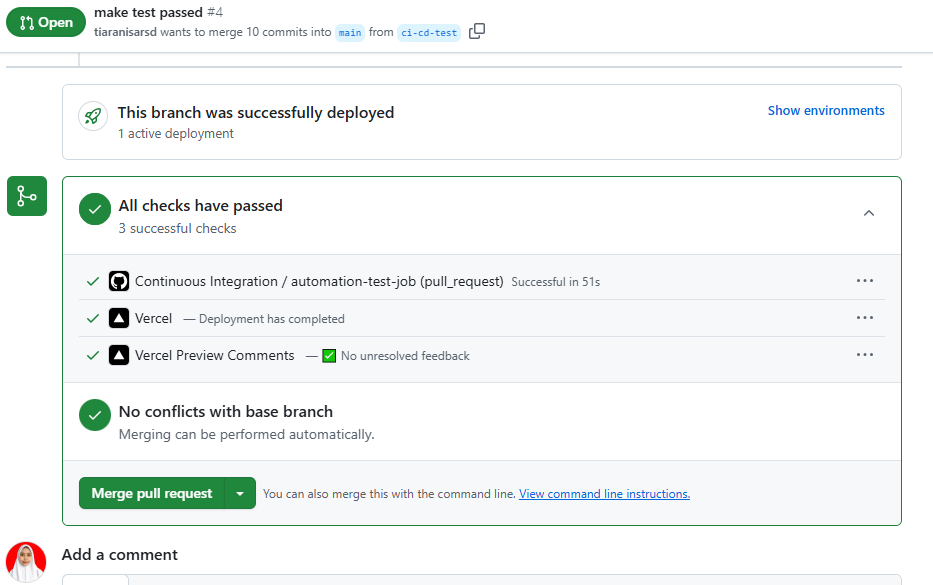 Open
make test passed #4
tiaranisarsd wants to merge 10 commits into main from ci-cd-test
This branch was successfully deployed
Show environments
1 active deployment
All checks have passed
3 successful checks
Continuous Integration / automation-test-job (pull_request) Successful in 51s
Vercel — Deployment has completed
Vercel Preview Comments — ✅ No unresolved feedback
No conflicts with base branch
Merging can be performed automatically.
Merge pull request
You can also merge this with the command line. View command line instructions.
Add a comment